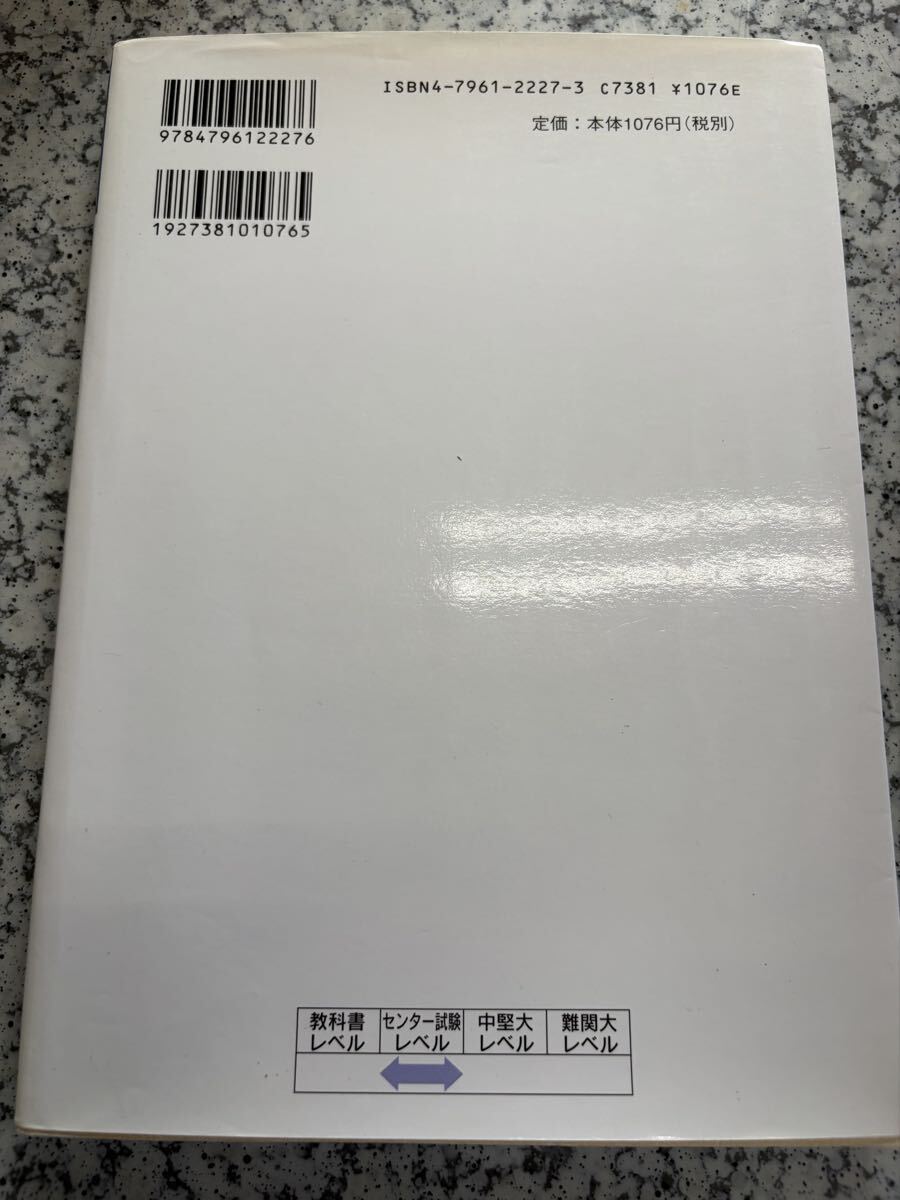 ISBN4-7961-2227-3 C7381 ¥1076E
定価：本体1076円（税別）
9784796122276
1927381010765
教科書レベル
センター試験レベル
中堅大レベル
難関大レベル